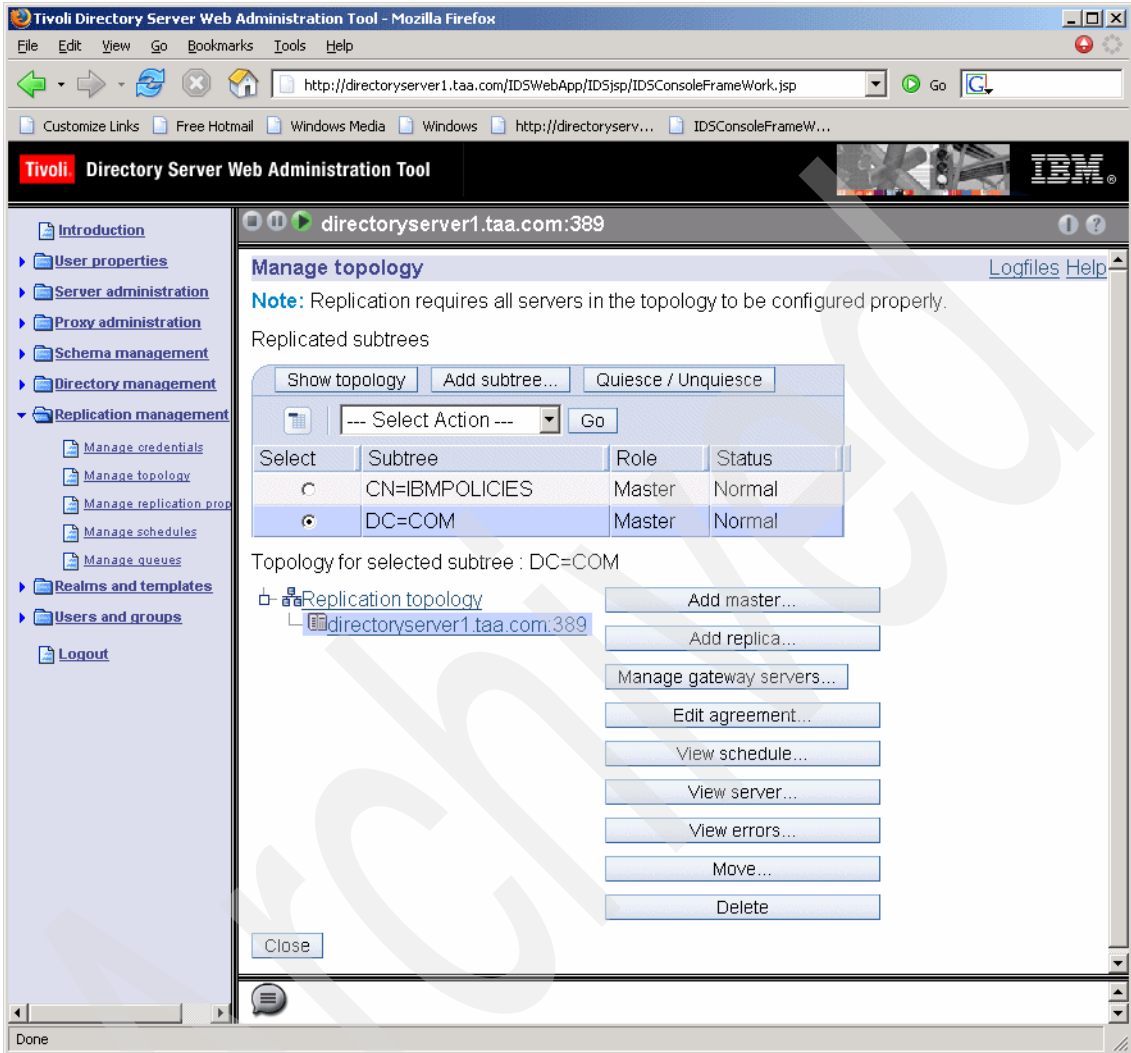 Tivoli Directory Server Web Administration Tool - Mozilla Firefox
File Edit View Go Bookmarks Tools Help
http://directoryserver1.taa.com/IDSWebApp/IDSjsp/IDSConsoleFrameWork.jsp Go G
Customize Links Free Hotmail Windows Media Windows http://directoryserv... IDSConsoleFrameW...
Tivoli. Directory Server Web Administration Tool IBM®
directoryserver1.taa.com:389
Introduction
User properties
Server administration
Proxy administration
Schema management
Directory management
Replication management
Manage credentials
Manage topology
Manage replication prop
Manage schedules
Manage queues
Realms and templates
Users and groups
Logout
Manage topology Logfiles Help
Note: Replication requires all servers in the topology to be configured properly.
Replicated subtrees
Show topology Add subtree... Quiesce / Unquiesce
--- Select Action --- Go
Select Subtree Role Status
CN=IBMPOLICIES Master Normal
DC=COM Master Normal
Topology for selected subtree : DC=COM
Replication topology
directoryserver1.taa.com:389
Add master...
Add replica...
Manage gateway servers...
Edit agreement...
View schedule...
View server...
View errors...
Move...
Delete
Close
Done
Archived